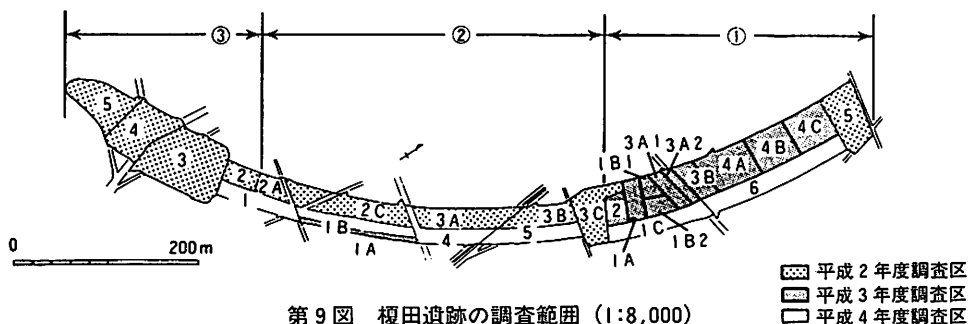 ③ ② ①
5
4
3
2
1
2A
2C
1B
1A
3A
4
5
3B
3C
2
1A
1B1
3A1
3A2
1C
1B2
3B
4A
4B
4C
5
6
0 200m
平成2年度調査区
平成3年度調査区
平成4年度調査区
第9図 榎田遺跡の調査範囲 (1:8,000)